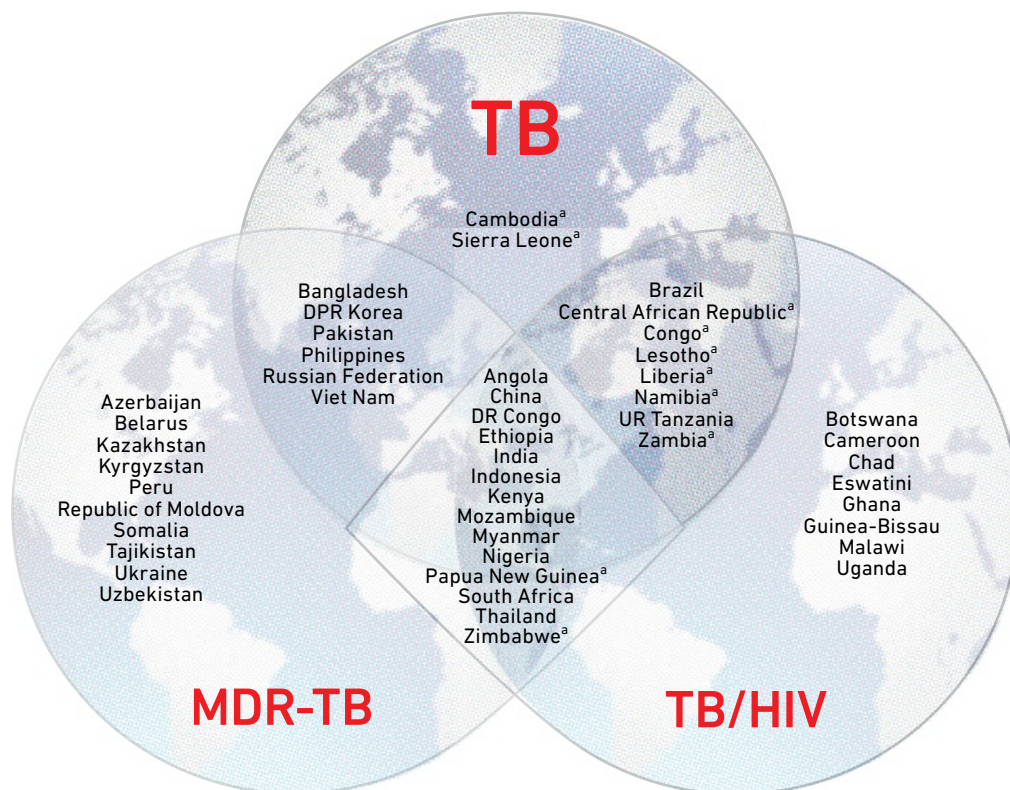 TB
Cambodiaᵃ
Sierra Leoneᵃ
Bangladesh
DPR Korea
Pakistan
Philippines
Russian Federation
Viet Nam
Brazil
Central African Republicᵃ
Congoᵃ
Lesothoᵃ
Liberiaᵃ
Namibiaᵃ
UR Tanzania
Zambiaᵃ
Azerbaijan
Belarus
Kazakhstan
Kyrgyzstan
Peru
Republic of Moldova
Somalia
Tajikistan
Ukraine
Uzbekistan
Angola
China
DR Congo
Ethiopia
India
Indonesia
Kenya
Mozambique
Myanmar
Nigeria
Papua New Guineaᵃ
South Africa
Thailand
Zimbabweᵃ
Botswana
Cameroon
Chad
Eswatini
Ghana
Guinea-Bissau
Malawi
Uganda
MDR-TB
TB/HIV